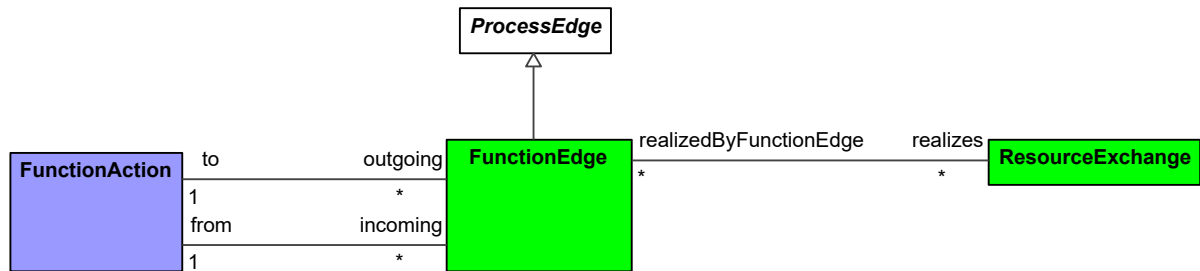 ProcessEdge
FunctionAction
to
outgoing
1
*
from
incoming
1
*
FunctionEdge
realizedByFunctionEdge
realizes
*
*
ResourceExchange